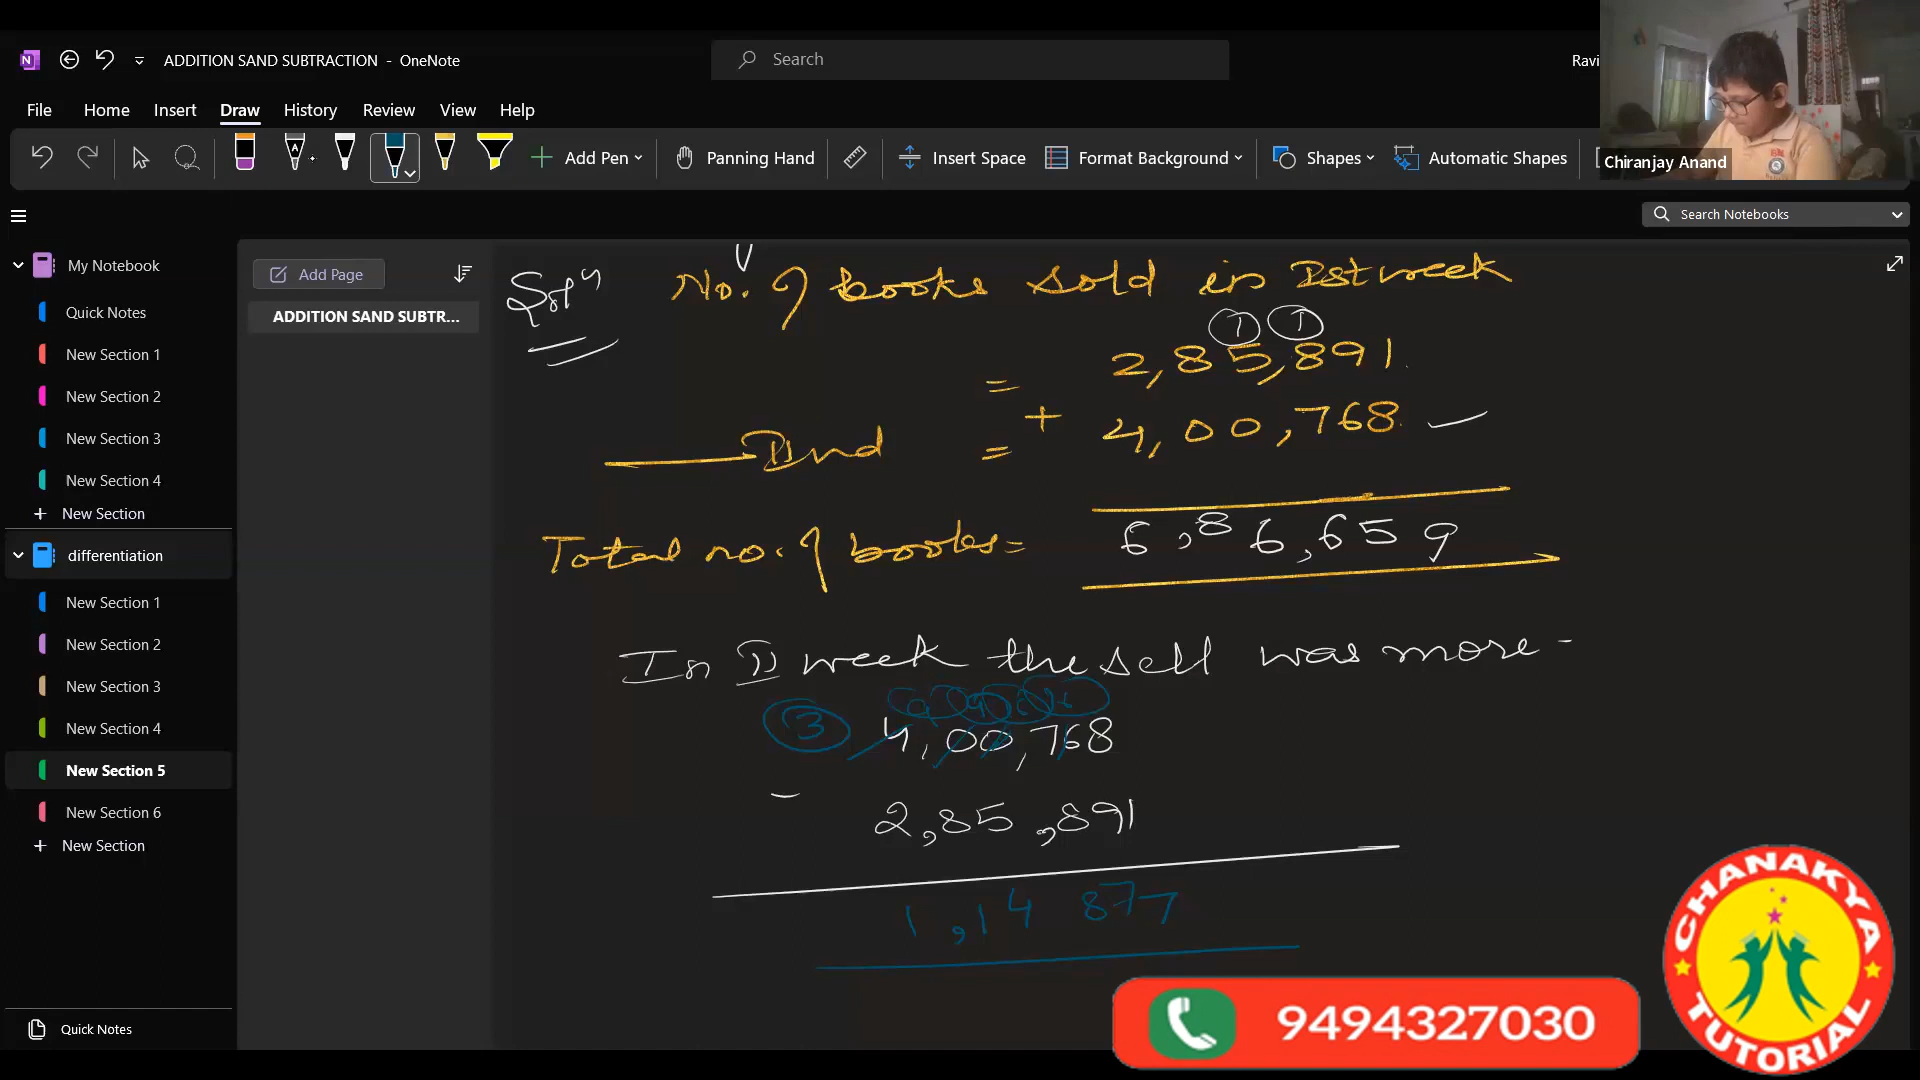 ADDITION SAND SUBTRACTION - OneNote
Search
Ravi
File Home Insert Draw History Review View Help
Add Pen Panning Hand Insert Space Format Background Shapes Automatic Shapes
Chiranjay Anand
Search Notebooks
My Notebook
Quick Notes
New Section 1
New Section 2
New Section 3
New Section 4
New Section
differentiation
New Section 1
New Section 2
New Section 3
New Section 4
New Section 5
New Section 6
New Section
Quick Notes
Add Page
ADDITION SAND SUBTR...
Solⁿ No. of books sold in Ist week
1 1
= 2,85,891
IInd = + 4,00,768
Total no. of books = 6,86,659
In II week the sell was more -
3
4,00,768
- 2,85,891
1,14 877
9494327030
CHANAKYA
TUTORIAL